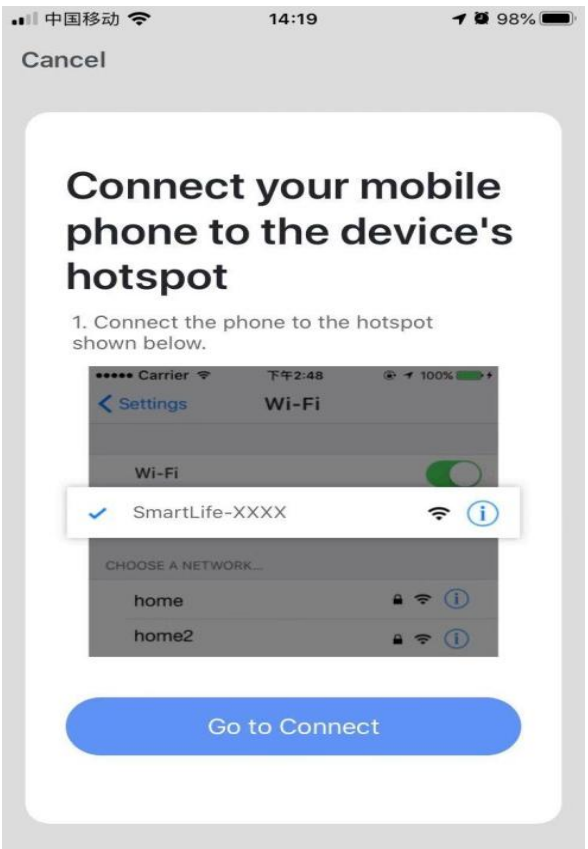 中国移动 14:19 98%
Cancel
Connect your mobile
phone to the device's
hotspot
1. Connect the phone to the hotspot
shown below.
Carrier 下午2:48 100%
Settings Wi-Fi
Wi-Fi
SmartLife-XXXX
CHOOSE A NETWORK...
home
home2
Go to Connect